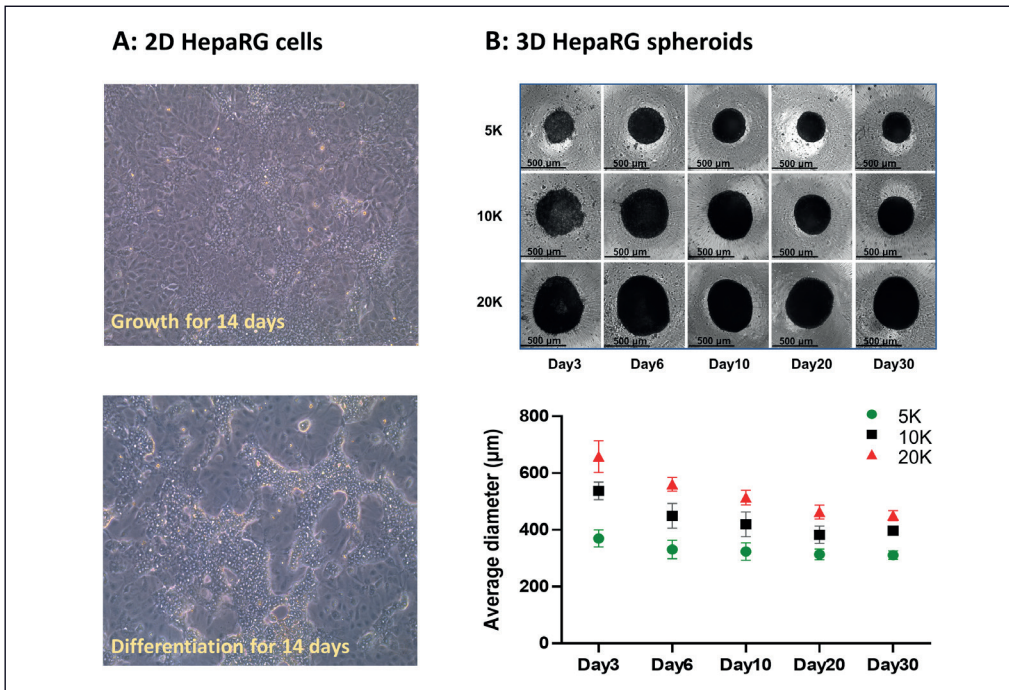 A: 2D HepaRG cells
Growth for 14 days
Differentiation for 14 days
B: 3D HepaRG spheroids
5K
500 µm 500 µm 500 µm 500 µm 500 µm
10K
500 µm 500 µm 500 µm 500 µm 500 µm
20K
500 µm 500 µm 500 µm 500 µm 500 µm
Day3 Day6 Day10 Day20 Day30
Average diameter (µm)
800
600
400
200
0
5K
10K
20K
Day3 Day6 Day10 Day20 Day30